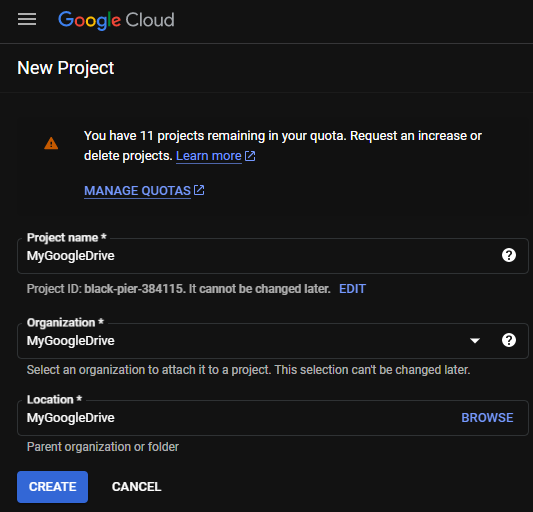 Google Cloud
New Project
You have 11 projects remaining in your quota. Request an increase or
delete projects. Learn more
MANAGE QUOTAS
Project name *
MyGoogleDrive
Project ID: black-pier-384115. It cannot be changed later. EDIT
Organization *
MyGoogleDrive
Select an organization to attach it to a project. This selection can't be changed later.
Location *
MyGoogleDrive BROWSE
Parent organization or folder
CREATE CANCEL